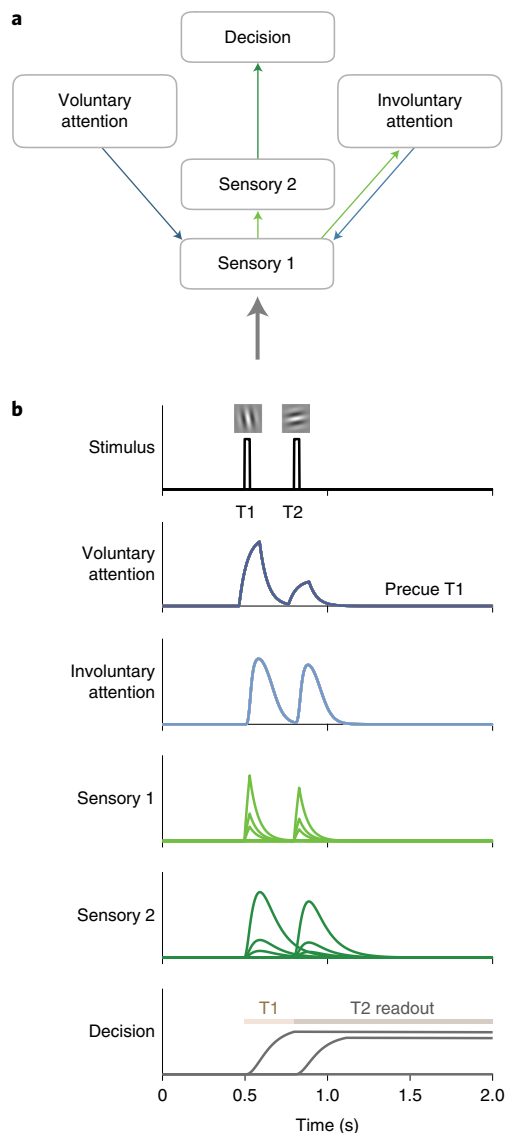 a
Decision
Voluntary
attention
Involuntary
attention
Sensory 2
Sensory 1
b
Stimulus
T1
T2
Voluntary
attention
Precue T1
Involuntary
attention
Sensory 1
Sensory 2
T1
T2 readout
Decision
0
0.5
1.0
1.5
2.0
Time (s)